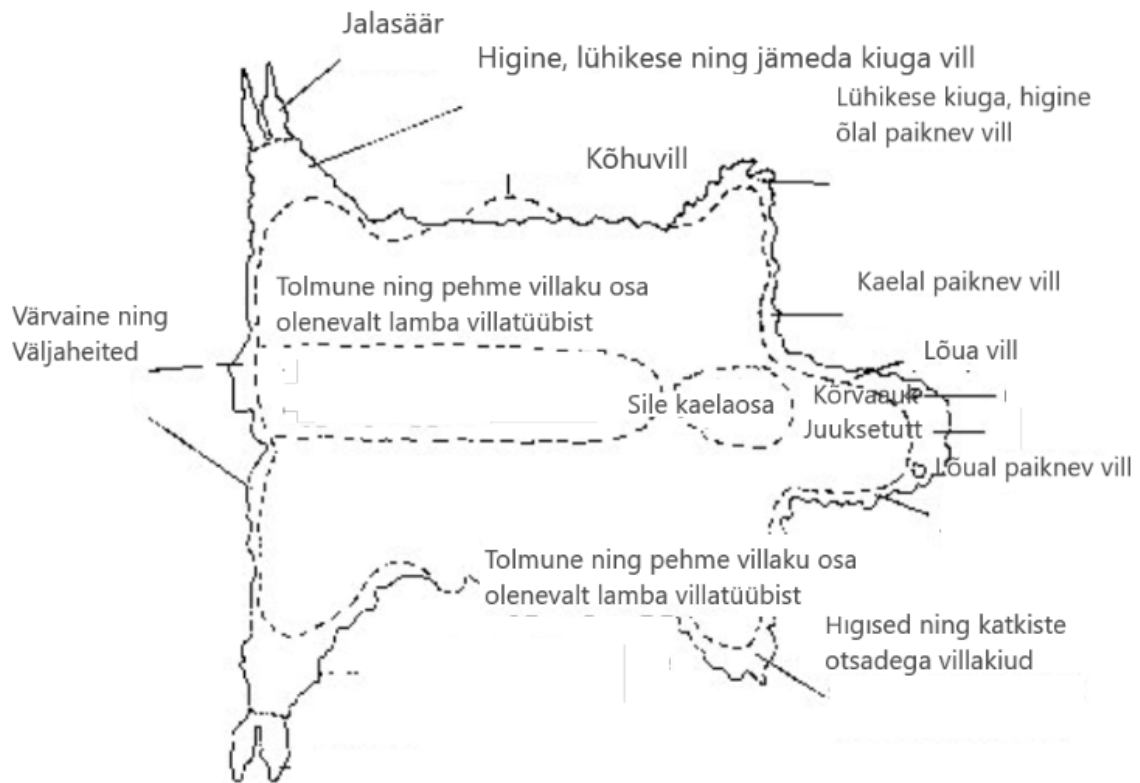 Jalasäär
Higine, lühikese ning jämeda kiuga vill
Lühikese kiuga, higine
õlal paiknev vill
Kõhuvill
Tolmune ning pehme villaku osa
olenevalt lamba villatüübist
Kaelal paiknev vill
Värvaine ning
Väljaheited
Lõua vill
Sile kaelaosa
Kõrvaauk
Juuksetutt
Lõual paiknev vill
Tolmune ning pehme villaku osa
olenevalt lamba villatüübist
Higised ning katkiste
otsadega villakiud